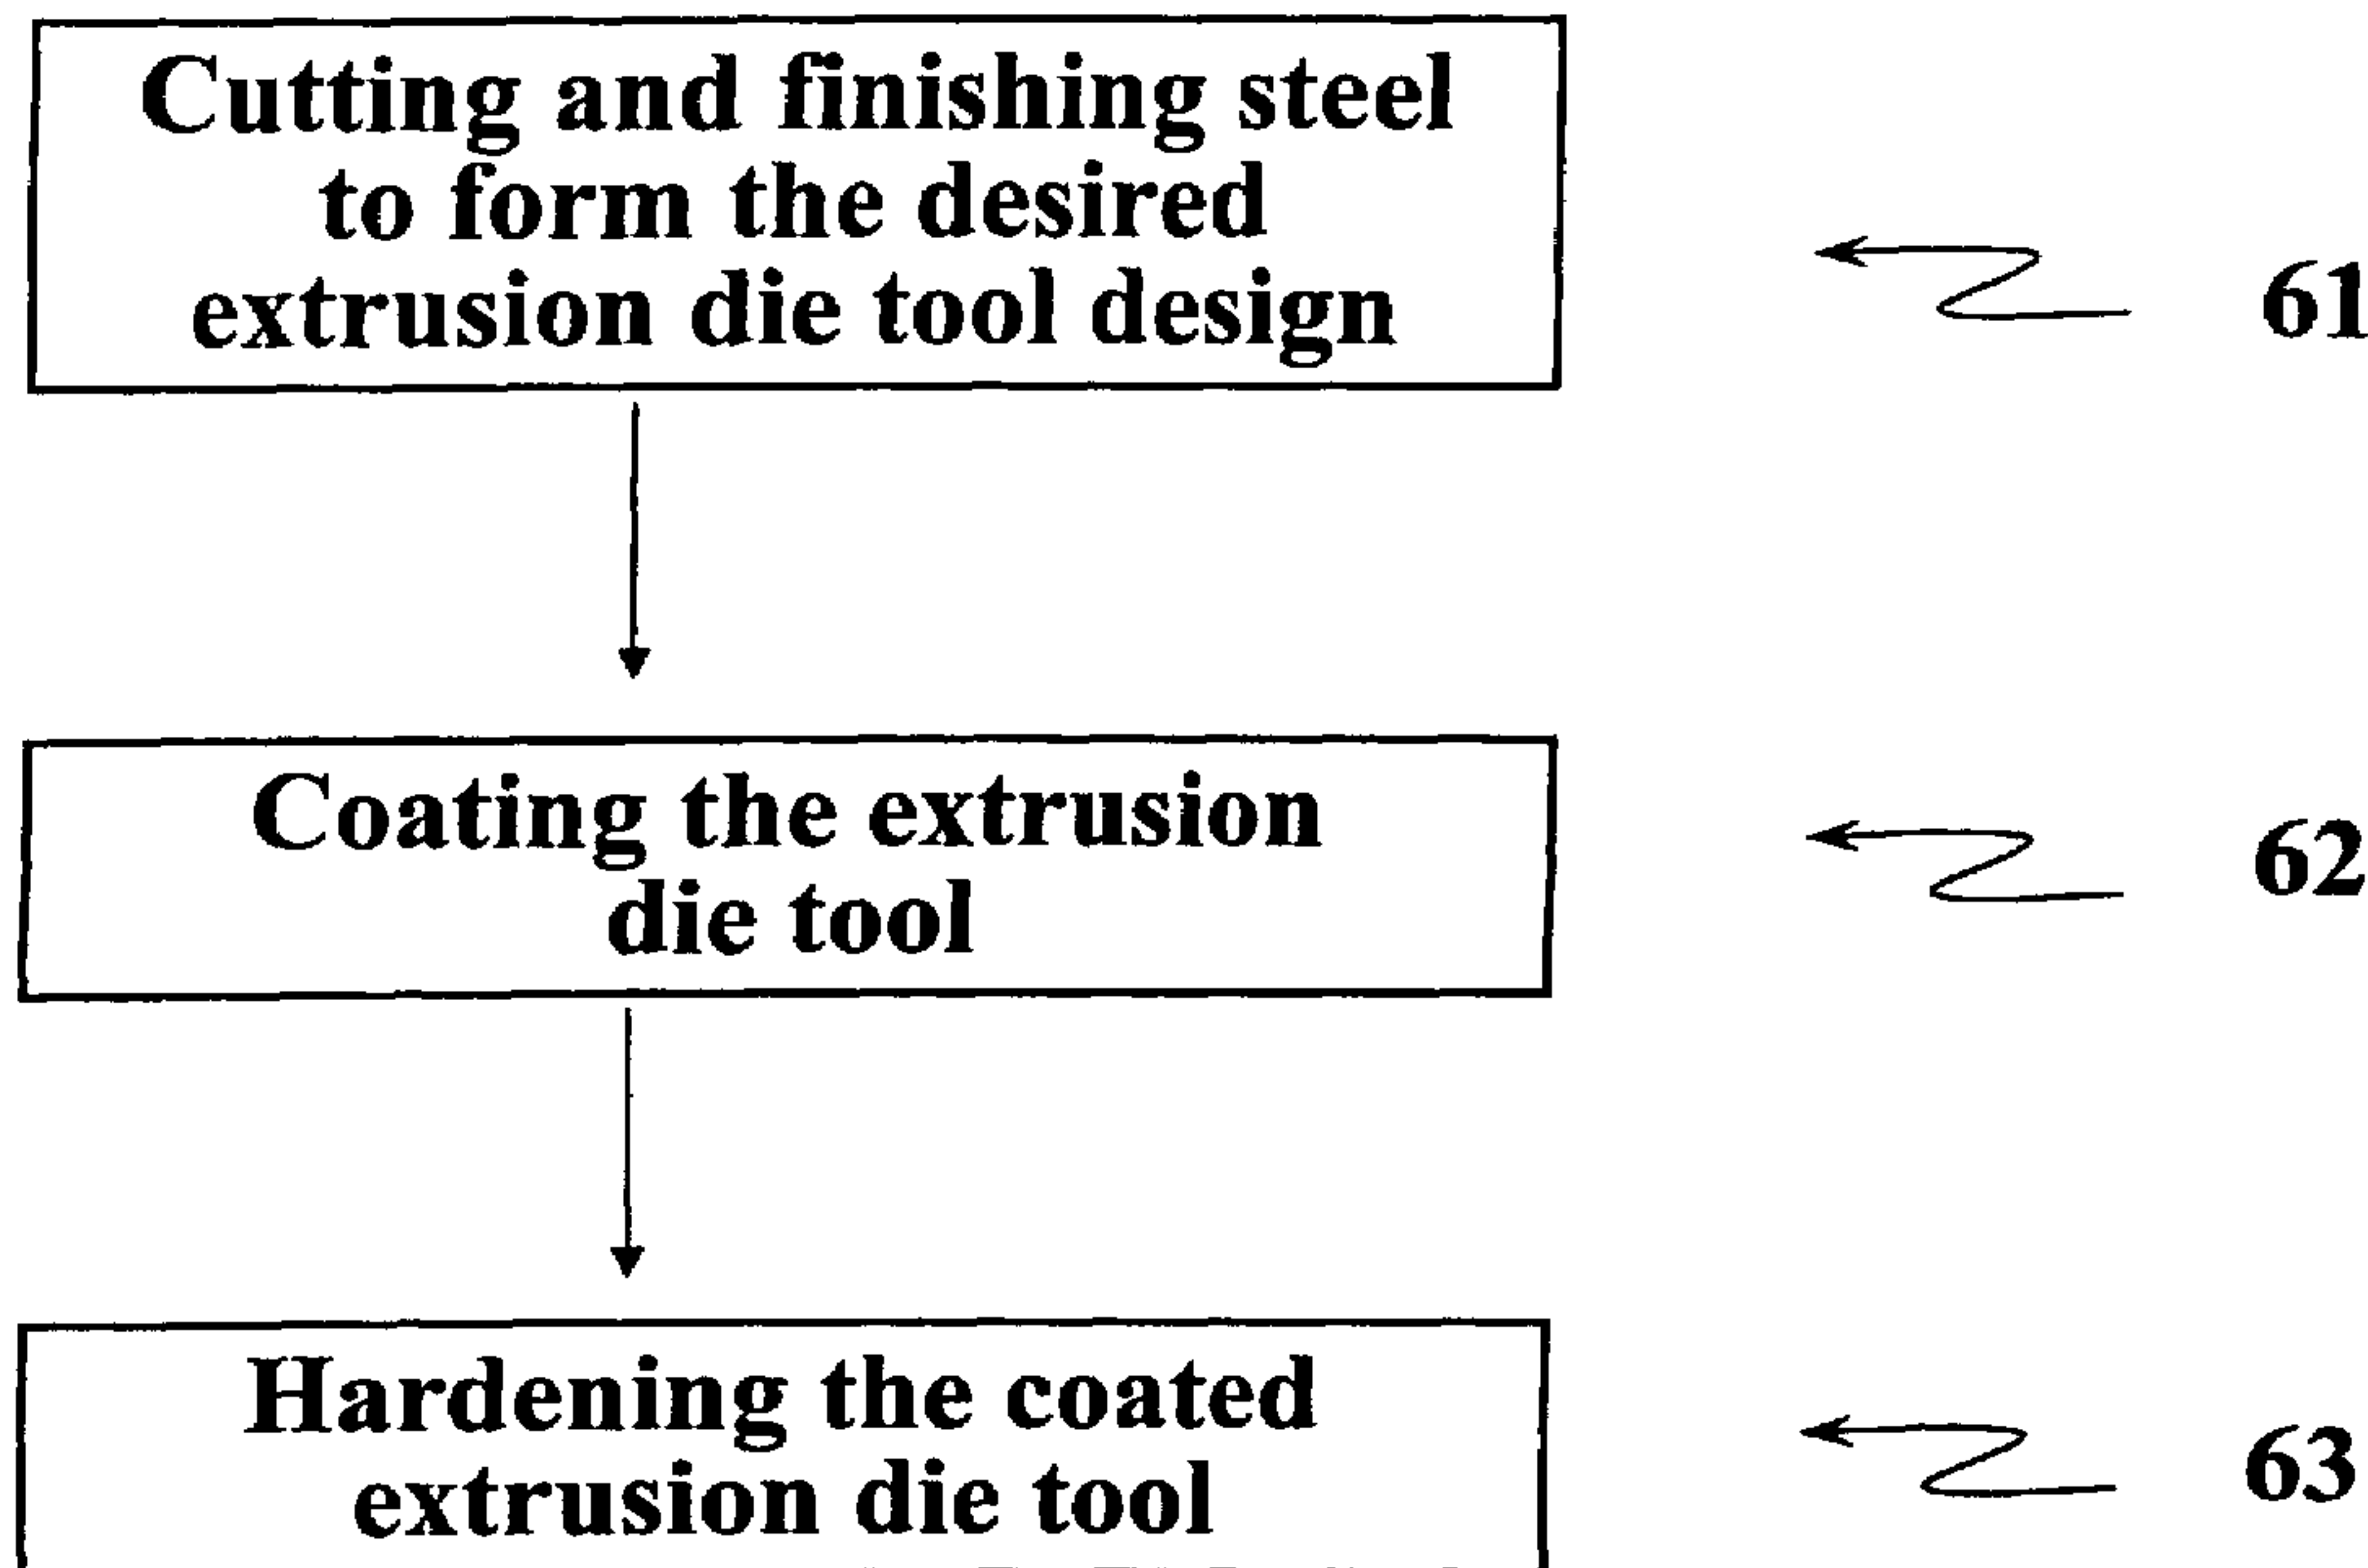 Cutting and finishing steel
to form the desired
extrusion die tool design
61
Coating the extrusion
die tool
62
Hardening the coated
extrusion die tool
63